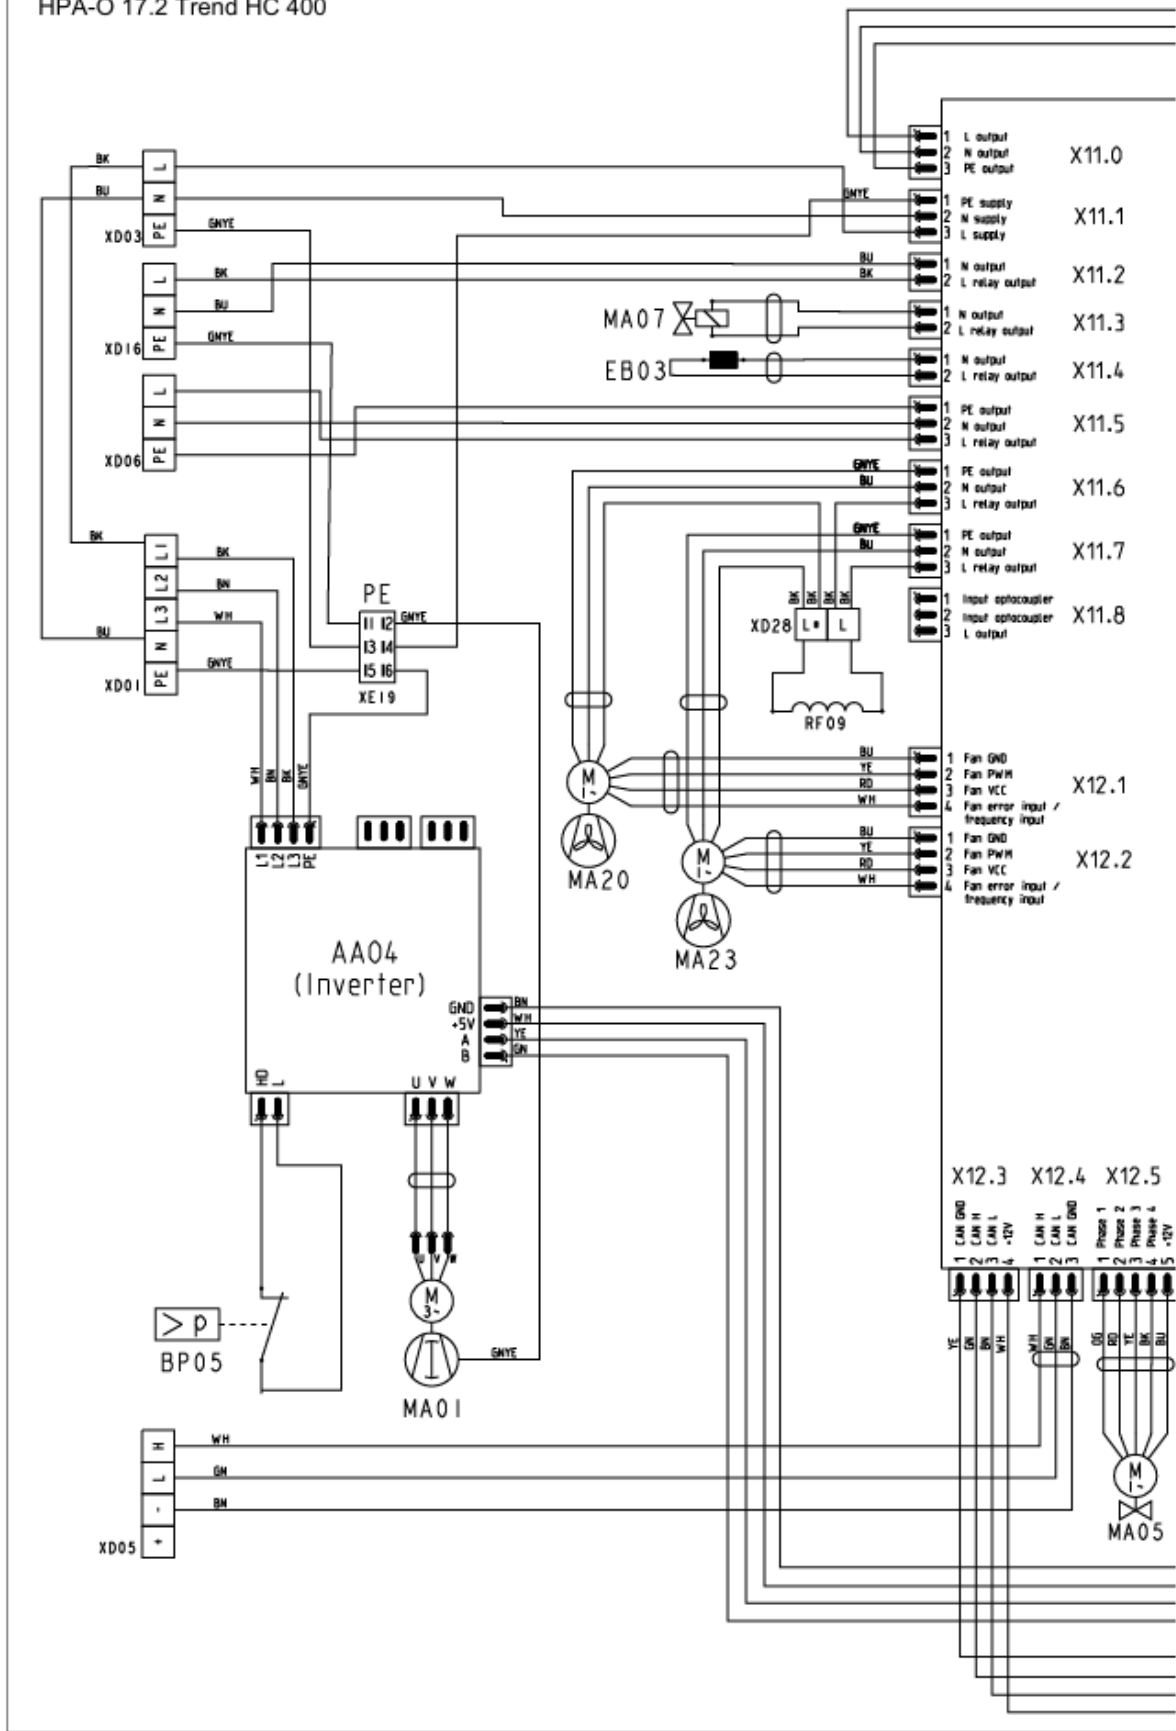 HPA-O 17.2 Trend HC 400
1 L output
2 N output
3 PE output
X11.0
BK
L
BU
N
GNYE
PE
XD03
GNYE
1 PE supply
2 N supply
3 L supply
X11.1
L
BK
N
BU
PE
GNYE
XD16
BU
BK
1 N output
2 L relay output
X11.2
MA07
1 N output
2 L relay output
X11.3
EB03
1 N output
2 L relay output
X11.4
L
N
PE
XD06
1 PE output
2 N output
3 L relay output
X11.5
GNYE
BU
1 PE output
2 N output
3 L relay output
X11.6
GNYE
BU
1 PE output
2 N output
3 L relay output
X11.7
1 Input optocoupler
2 Input optocoupler
3 L output
X11.8
BK
L1
BK
L2
BN
L3
WH
BU
N
GNYE
PE
XD01
PE
11 12
GNYE
13 14
15 16
XE19
BK
BK
BK
BK
XD28
L*
L
RF09
BU
YE
RD
WH
1 Fan GND
2 Fan PWM
3 Fan VCC
4 Fan error input /
frequency input
X12.1
BU
YE
RD
WH
1 Fan GND
2 Fan PWM
3 Fan VCC
4 Fan error input /
frequency input
X12.2
M
1~
MA20
M
1~
MA23
WH
BN
BK
GNYE
L1
L2
L3
PE
AA04
(Inverter)
GND
BN
+5V
WH
A
YE
B
GN
HD
L
U V W
U
V
W
M
3~
GNYE
MA01
> p
BP05
X12.3
X12.4
X12.5
1 CAN GND
2 CAN H
3 CAN L
4 +12V
1 CAN H
2 CAN L
3 CAN GND
1 Phase 1
2 Phase 2
3 Phase 3
4 Phase 4
5 +12V
YE
GN
BN
WH
WH
GN
BN
OG
RD
YE
BK
BU
M
1~
MA05
H
WH
L
GN
-
BN
+
XD05